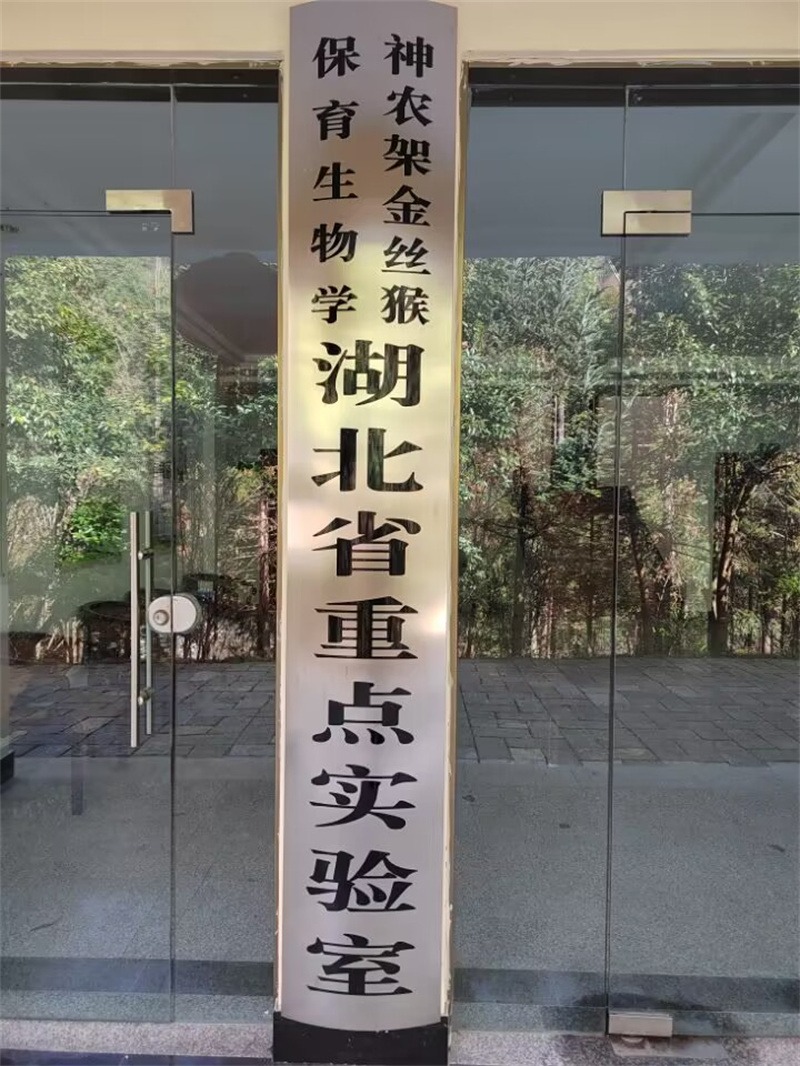 神农架金丝猴
保育生物学
湖北省重点实验室